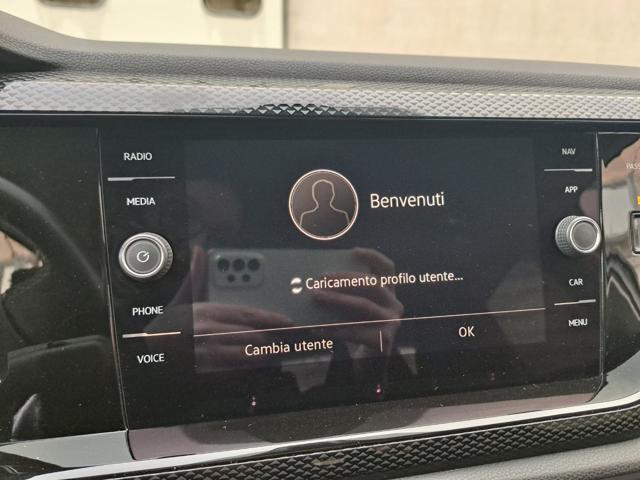 RADIO
MEDIA
PHONE
VOICE
Benvenuti
Caricamento profilo utente...
Cambia utente
OK
NAV
APP
CAR
MENU